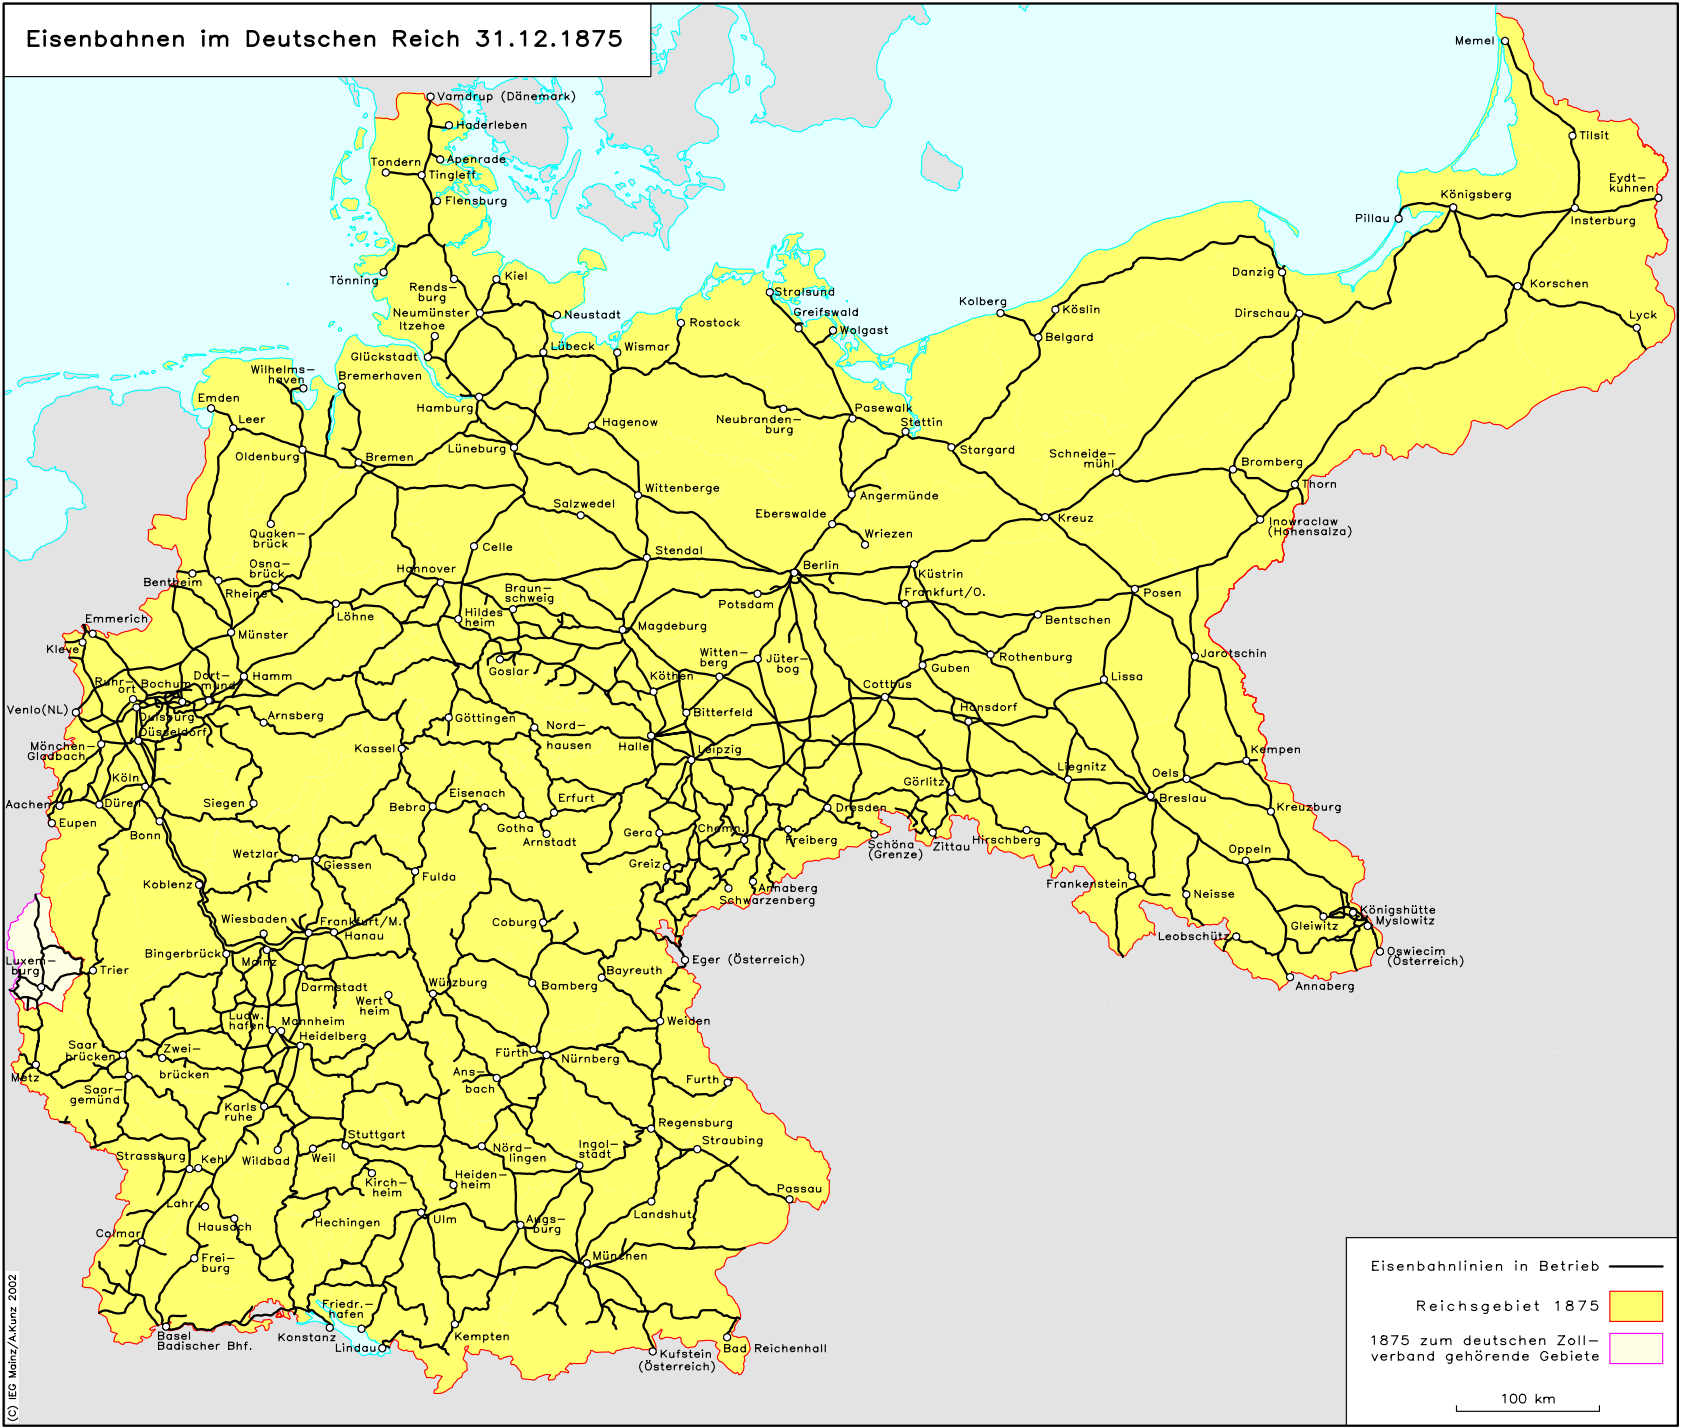 Eisenbahnen im Deutschen Reich 31.12.1875
Memel
Vamdrup (Dänemark)
Haderleben
Tilsit
Apenrade
Tondern
Tingleff
Eydt-
kuhnen
Flensburg
Königsberg
Pillau
Insterburg
Tönning
Rends-
burg
Kiel
Danzig
Korschen
Stralsund
Kolberg
Köslin
Neumünster
Itzehoe
Neustadt
Greifswald
Wolgast
Dirschau
Lyck
Rostock
Belgard
Glückstadt
Lübeck
Wismar
Wilhelms-
haven
Bremerhaven
Emden
Hamburg
Pasewalk
Leer
Neubranden-
burg
Hagenow
Stettin
Oldenburg
Bremen
Lüneburg
Stargard
Schneide-
mühl
Bromberg
Thorn
Wittenberge
Angermünde
Salzwedel
Eberswalde
Kreuz
Inowraclaw
(Hohensalza)
Quaken-
brück
Wriezen
Celle
Stendal
Osna-
brück
Hannover
Berlin
Küstrin
Bentheim
Rheine
Braun-
schweig
Potsdam
Frankfurt/O.
Posen
Löhne
Hildes
heim
Emmerich
Münster
Magdeburg
Bentschen
Kleve
Witten-
berg
Jüter-
bog
Rothenburg
Jarotschin
Goslar
Guben
Ruhr-
ort
Bochum
Dort-
mund
Hamm
Köthen
Cottbus
Lissa
Venlo(NL)
Duisburg
Arnsberg
Göttingen
Bitterfeld
Hansdorf
Düsseldorf
Nord-
hausen
Mönchen-
Gladbach
Kassel
Halle
Leipzig
Kempen
Köln
Görlitz
Liegnitz
Oels
Aachen
Düren
Siegen
Bebra
Eisenach
Erfurt
Dresden
Breslau
Kreuzburg
Eupen
Bonn
Gotha
Arnstadt
Gera
Chemn.
Freiberg
Schöna
(Grenze)
Zittau
Hirschberg
Wetzlar
Giessen
Greiz
Oppeln
Koblenz
Fulda
Annaberg
Schwarzenberg
Frankenstein
Neisse
Wiesbaden
Frankfurt/M.
Hanau
Coburg
Königshütte
Myslowitz
Gleiwitz
Leobschütz
Bingerbrück
Mainz
Eger (Österreich)
Oswiecim
(Österreich)
Luxem-
burg
Trier
Bayreuth
Annaberg
Darmstadt
Würzburg
Bamberg
Wert
heim
Ludw.
hafen
Mannheim
Weiden
Heidelberg
Saar
brücken
Zwei-
brücken
Fürth
Nürnberg
Metz
Ans-
bach
Furth
Saar-
gemünd
Karls
ruhe
Regensburg
Stuttgart
Straubing
Strassburg
Kehl
Wildbad
Weil
Nörd-
lingen
Ingol-
stadt
Kirch-
heim
Heiden-
heim
Passau
Lahr
Hausach
Hechingen
Ulm
Augs-
burg
Landshut
Colmar
Frei-
burg
München
Friedr.-
hafen
Basel
Badischer Bhf.
Konstanz
Lindau
Kempten
Kufstein
(Österreich)
Bad Reichenhall
Eisenbahnlinien in Betrieb
Reichsgebiet 1875
1875 zum deutschen Zoll-
verband gehörende Gebiete
100 km
(C) IEG Mainz/A.Kunz 2002